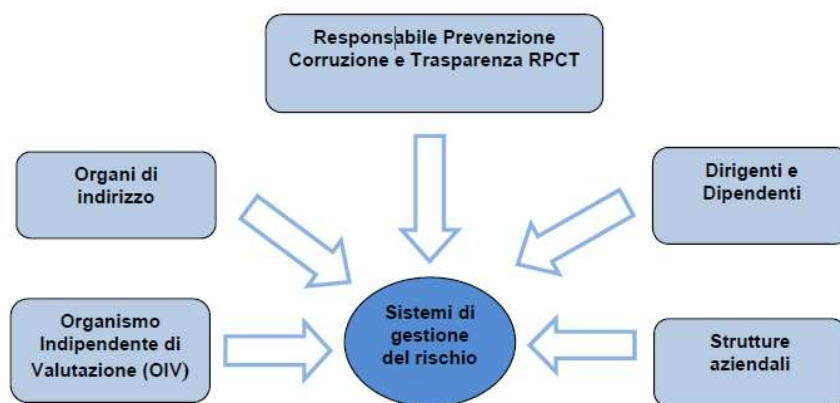 Responsabile Prevenzione
Corruzione e Trasparenza RPCT
Organi di
indirizzo
Dirigenti e
Dipendenti
Organismo
Indipendente di
Valutazione (OIV)
Sistemi di
gestione
del rischio
Strutture
aziendali